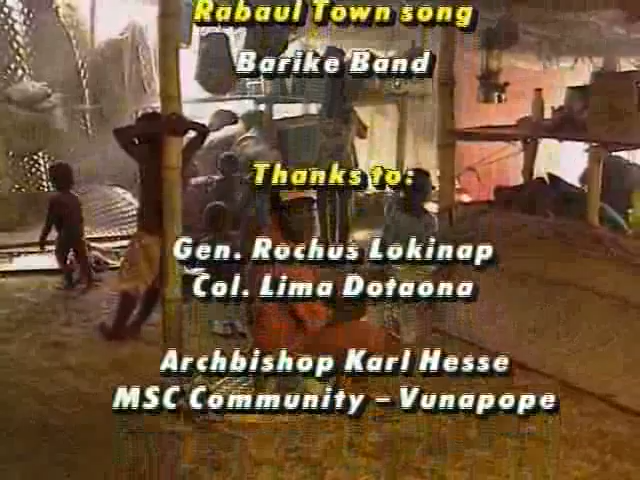 Rabaul Town song
Barike Band
Thanks to:
Gen. Rochus Lokinap
Col. Lima Dotaona
Archbishop Karl Hesse
MSC Community – Vunapope